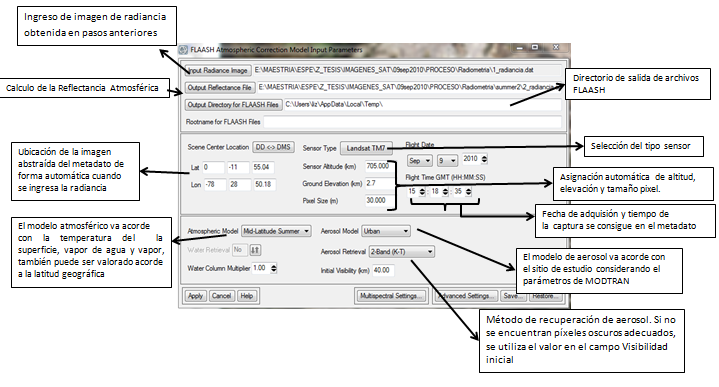 Ingreso de imagen de radiancia
obtenida en pasos anteriores
FLAASH Atmospheric Correction Model Input Parameters
Input Radiance Image E:\MAESTRIA\ESPE\Z_TESIS\IMAGENES_SAT\09sep2010\PROCESO\Radiometria\1_radiancia.dat
Calculo de la Reflectancia Atmosférica
Output Reflectance File E:\MAESTRIA\ESPE\Z_TESIS\IMAGENES_SAT\09sep2010\PROCESO\Radiometria\summer2\2_radiancia
Output Directory for FLAASH Files C:\Users\liz\AppData\Local\Temp\
Rootname for FLAASH Files
Directorio de salida de archivos
FLAASH
Ubicación de la imagen
abstraída del metadato de
forma automática cuando
se ingresa la radiancia
Scene Center Location DD <-> DMS
Lat 0 -11 55.04
Lon -78 28 50.18
Sensor Type Landsat TM7
Sensor Altitude (km) 705.000
Ground Elevation (km) 2.7
Pixel Size (m) 30.000
Flight Date
Sep 9 2010
Flight Time GMT (HH:MM:SS)
15 : 18 : 35
Selección del tipo sensor
Asignación automática de altitud,
elevación y tamaño pixel.
Fecha de adquisión y tiempo de
la captura se consigue en el metadato
El modelo atmosférico va acorde
con la temperatura del la
superficie, vapor de agua y vapor,
también puede ser valorado acorde
a la latitud geográfica
Atmospheric Model Mid-Latitude Summer
Water Retrieval No
Water Column Multiplier 1.00
Aerosol Model Urban
Aerosol Retrieval 2-Band (K-T)
Initial Visibility (km) 40.00
El modelo de aerosol va acorde con
el sitio de estudio considerando el
parámetros de MODTRAN
Apply Cancel Help Multispectral Settings... Advanced Settings... Save... Restore...
Método de recuperación de aerosol. Si no
se encuentran píxeles oscuros adecuados,
se utiliza el valor en el campo Visibilidad
inicial